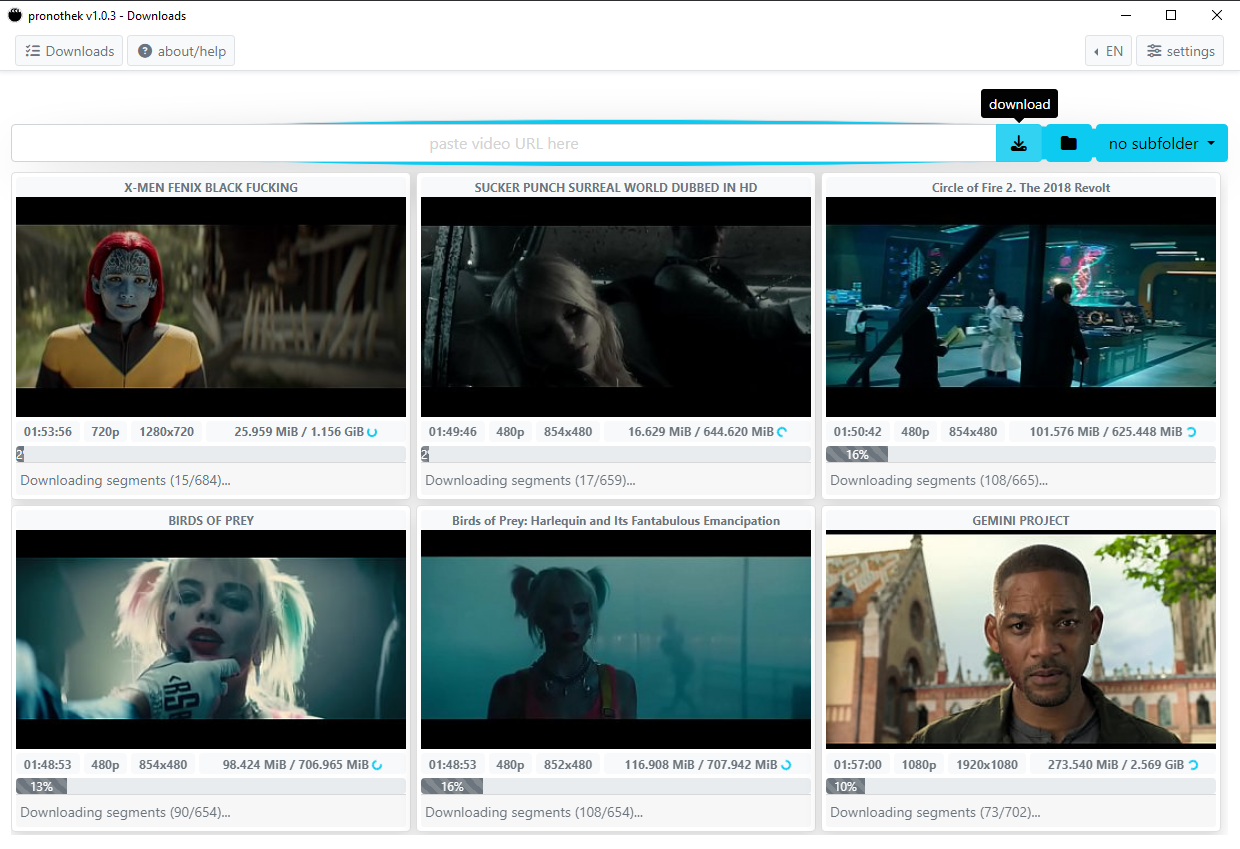 pronothek v1.0.3 - Downloads
Downloads
about/help
EN
settings
download
paste video URL here
no subfolder
X-MEN FENIX BLACK FUCKING
01:53:56 720p 1280x720 25.959 MiB / 1.156 GiB
2
Downloading segments (15/684)...
SUCKER PUNCH SURREAL WORLD DUBBED IN HD
01:49:46 480p 854x480 16.629 MiB / 644.620 MiB
2
Downloading segments (17/659)...
Circle of Fire 2. The 2018 Revolt
01:50:42 480p 854x480 101.576 MiB / 625.448 MiB
16%
Downloading segments (108/665)...
BIRDS OF PREY
01:48:53 480p 854x480 98.424 MiB / 706.965 MiB
13%
Downloading segments (90/654)...
Birds of Prey: Harlequin and Its Fantabulous Emancipation
01:48:53 480p 852x480 116.908 MiB / 707.942 MiB
16%
Downloading segments (108/654)...
GEMINI PROJECT
01:57:00 1080p 1920x1080 273.540 MiB / 2.569 GiB
10%
Downloading segments (73/702)...